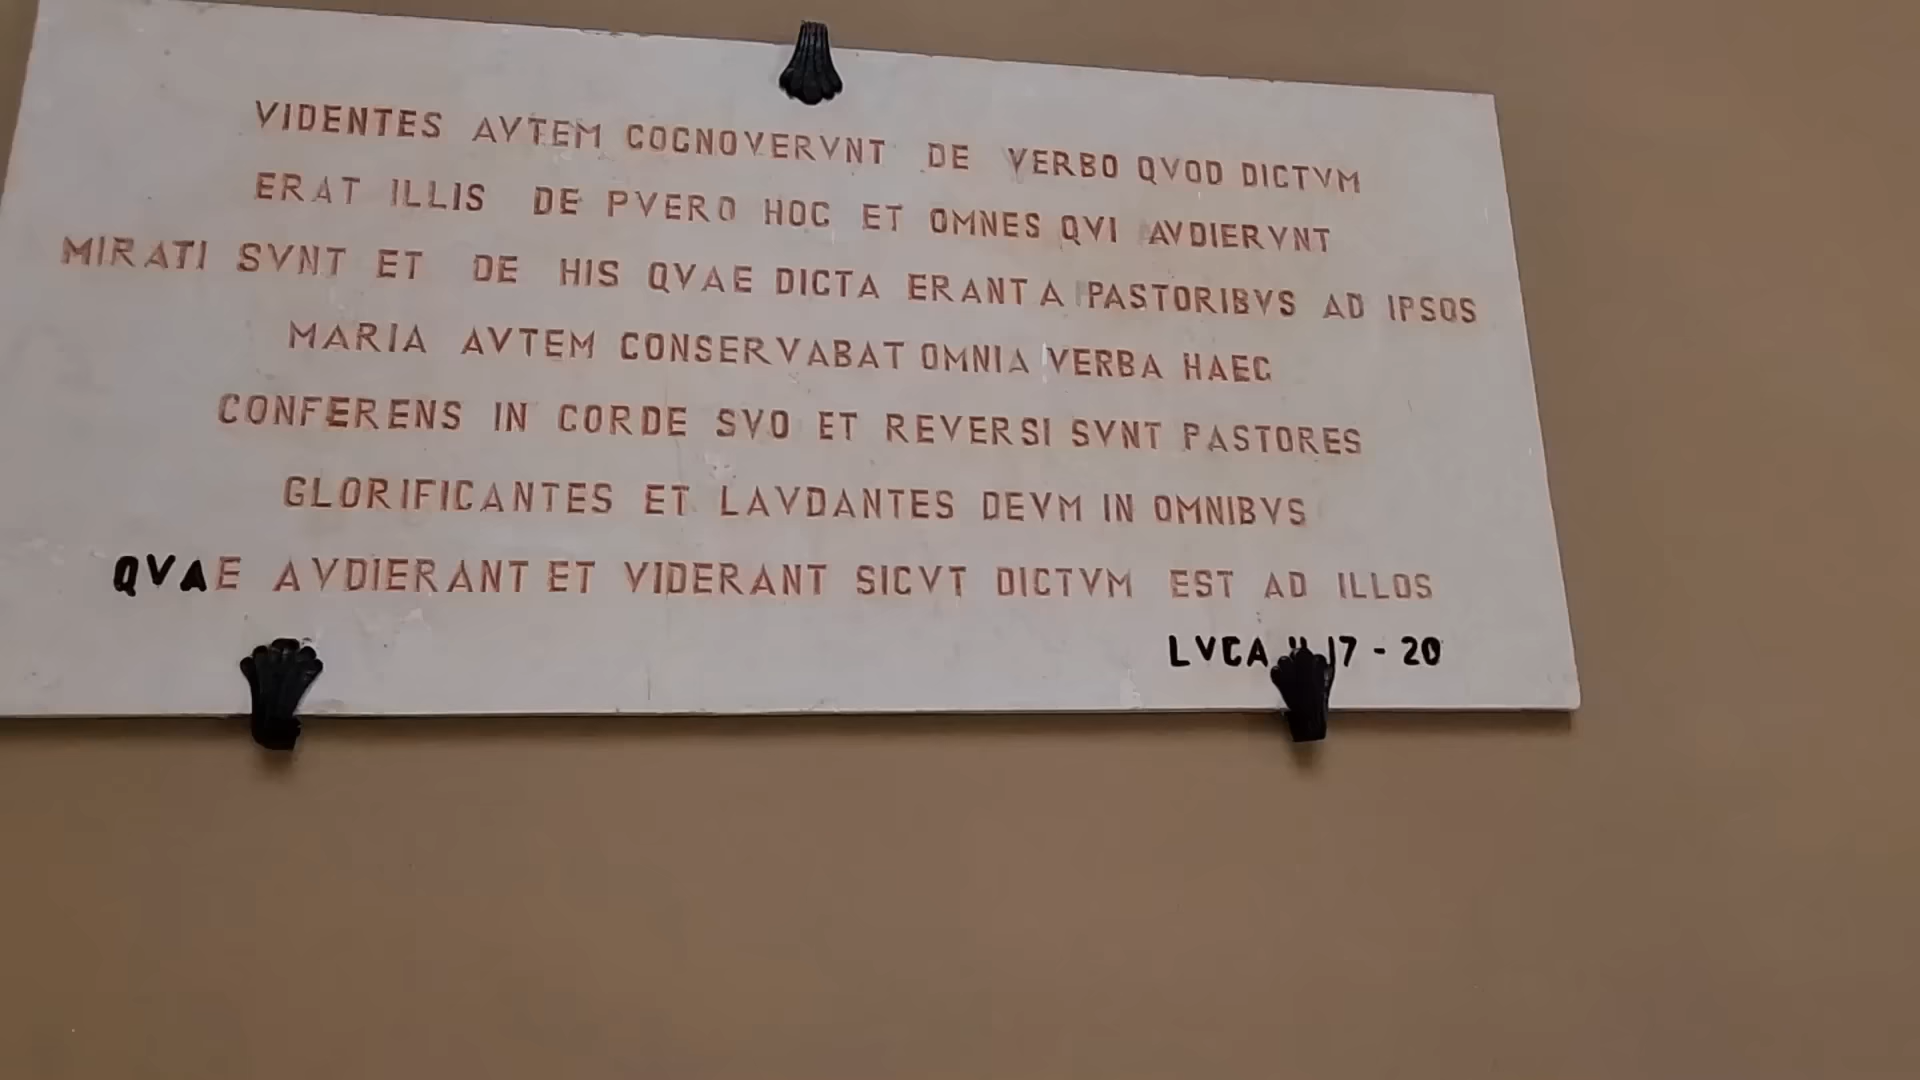 VIDENTES AVTEM COGNOVERVNT DE VERBO QVOD DICTVM
ERAT ILLIS DE PVERO HOC ET OMNES QVI AVDIERVNT
MIRATI SVNT ET DE HIS QVAE DICTA ERANT A PASTORIBVS AD IPSOS
MARIA AVTEM CONSERVABAT OMNIA VERBA HAEC
CONFERENS IN CORDE SVO ET REVERSI SVNT PASTORES
GLORIFICANTES ET LAVDANTES DEVM IN OMNIBVS
QVAE AVDIERANT ET VIDERANT SICVT DICTVM EST AD ILLOS
LVCA 17 - 20